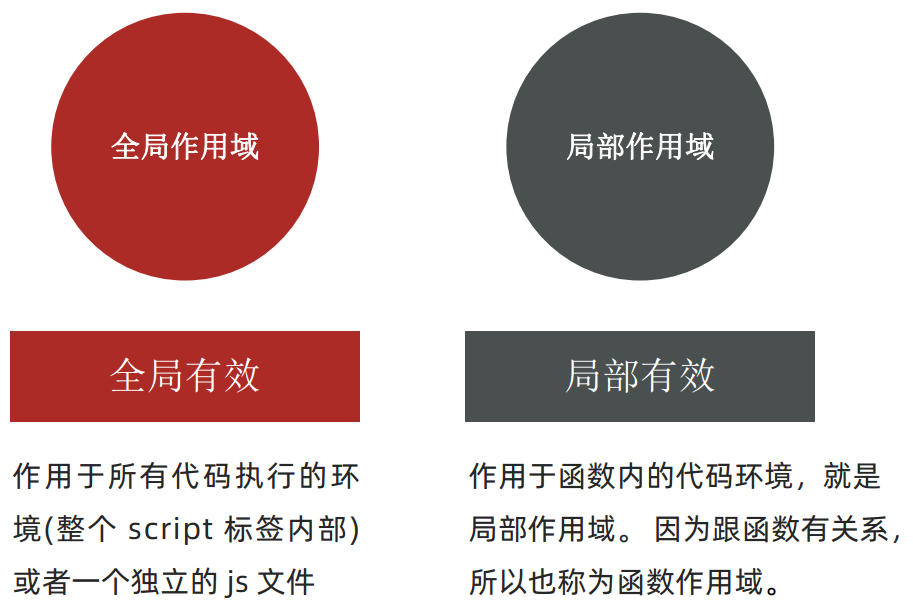 全局作用域
局部作用域
全局有效
局部有效
作用于所有代码执行的环
境(整个 script 标签内部)
或者一个独立的 js 文件
作用于函数内的代码环境，就是
局部作用域。 因为跟函数有关系，
所以也称为函数作用域。